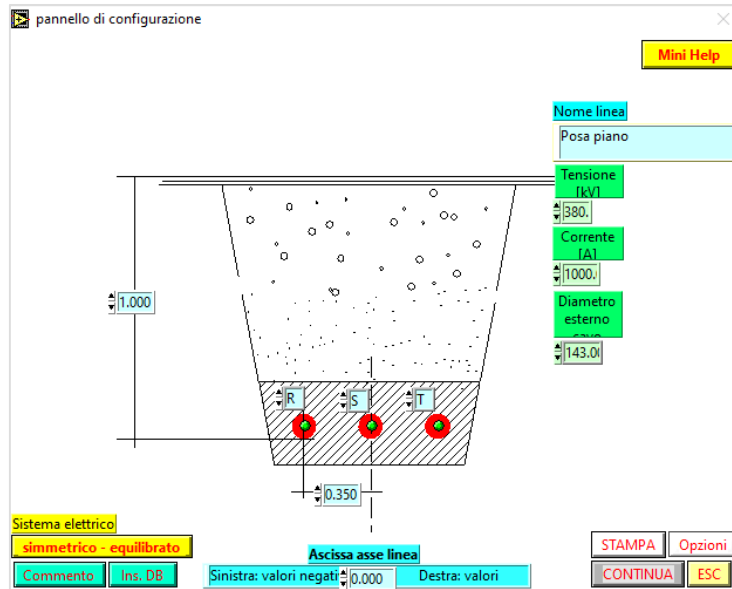 pannello di configurazione
Mini Help
Nome linea
Posa piano
Tensione
[kV]
380.
Corrente
[A]
1000.
1.000
Diametro
esterno
143.00
R S T
0.350
Sistema elettrico
simmetrico - equilibrato
Ascissa asse linea
STAMPA Opzioni
Commento Ins. DB Sinistra: valori negati 0.000 Destra: valori CONTINUA ESC